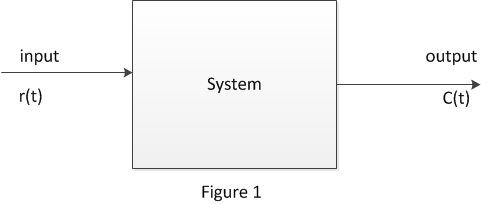 input
output
System
r(t)
C(t)
Figure 1